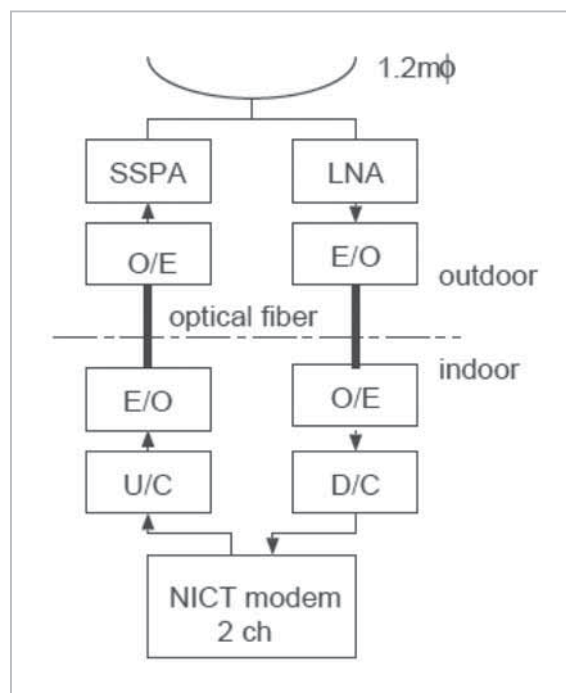 1.2mϕ
SSPA
LNA
O/E
E/O
outdoor
optical fiber
indoor
E/O
O/E
U/C
D/C
NICT modem
2 ch